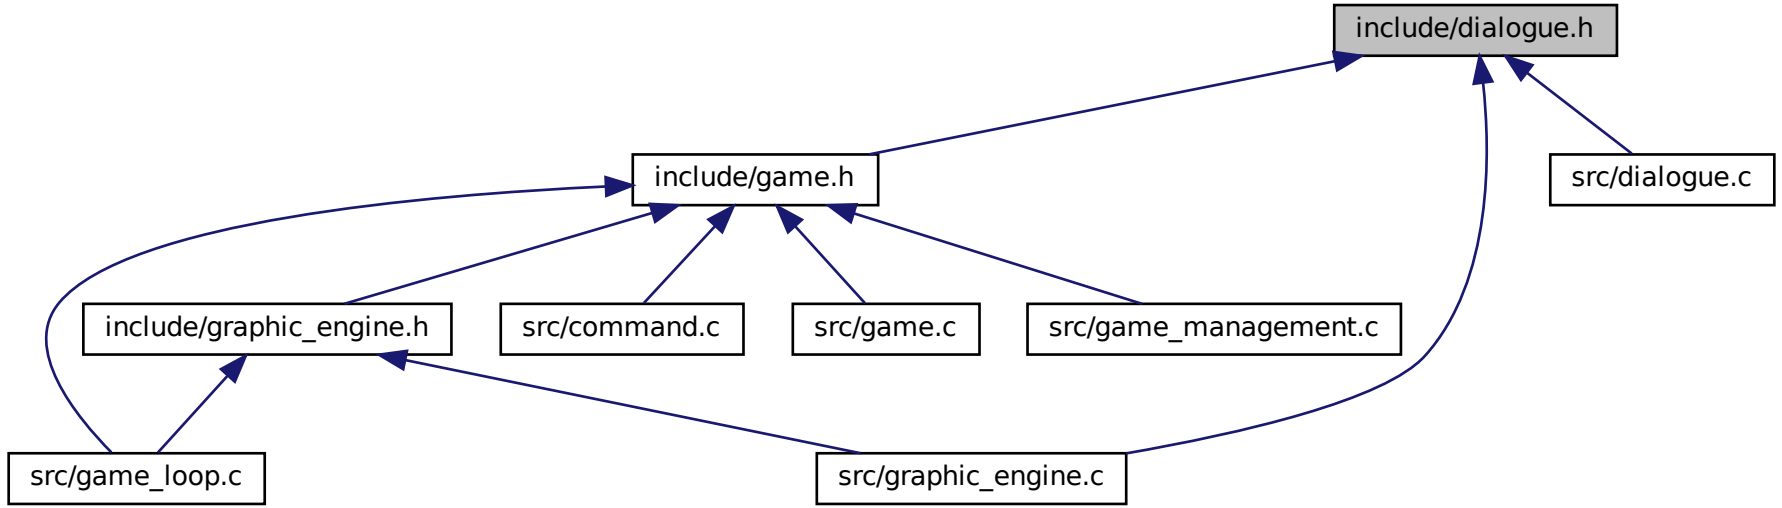 include/dialogue.h
include/game.h
src/dialogue.c
include/graphic_engine.h
src/command.c
src/game.c
src/game_management.c
src/game_loop.c
src/graphic_engine.c